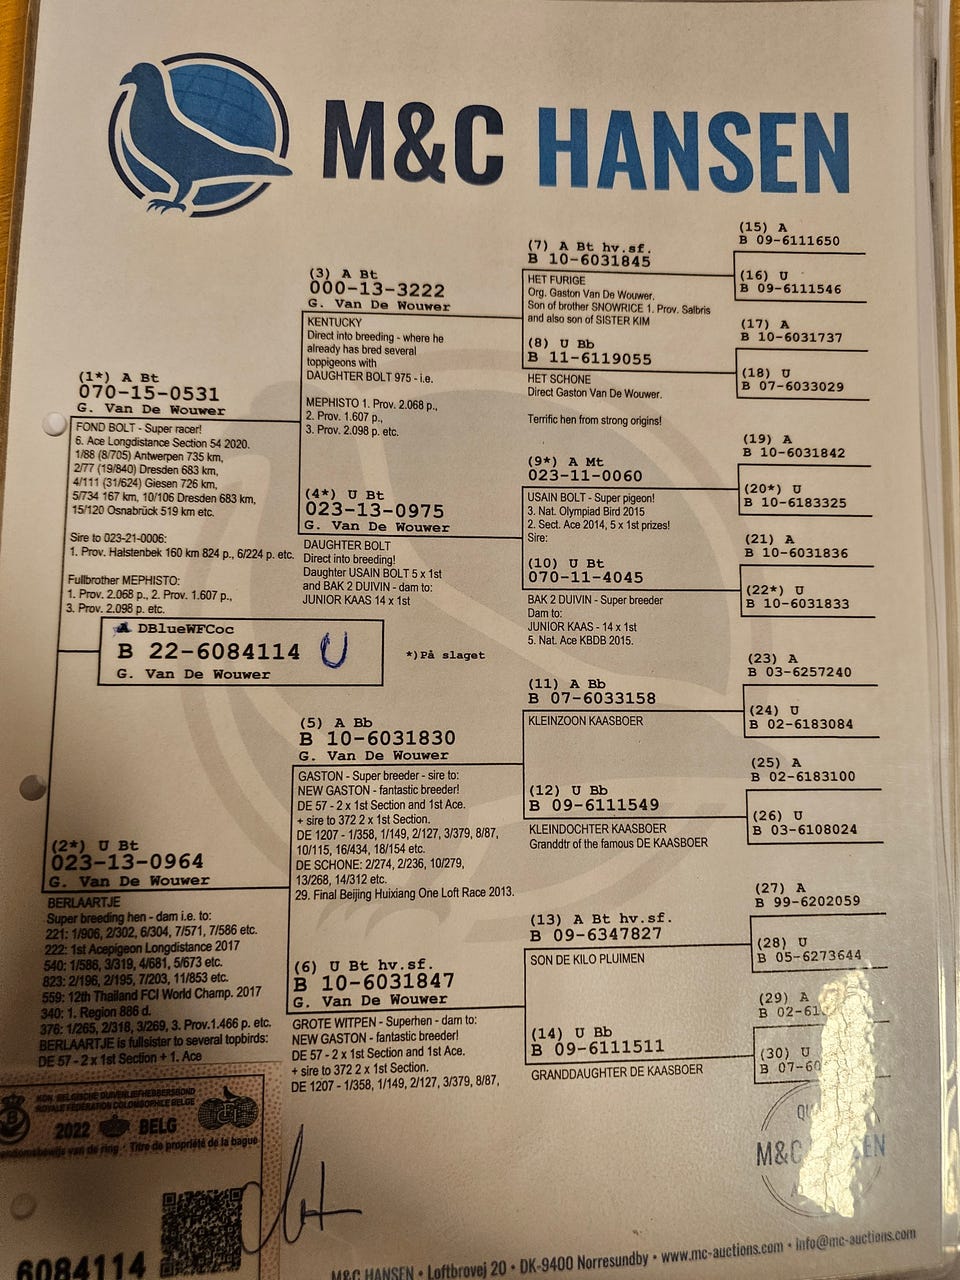 M&C HANSEN
(1*) A Bt
070-15-0531
G. Van De Wouwer
FOND BOLT - Super racer!
6. Ace Longdistance Section 54 2020.
1/88 (8/705) Antwerpen 735 km,
2/77 (19/840) Dresden 683 km,
4/111 (31/624) Giesen 726 km,
5/734 167 km, 10/106 Dresden 683 km,
15/120 Osnabrück 519 km etc.
Sire to 023-21-0006:
1. Prov. Halstenbek 160 km 824 p., 6/224 p. etc.
Fullbrother MEPHISTO:
1. Prov. 2.068 p., 2. Prov. 1.607 p.,
3. Prov. 2.098 p. etc.
A DBlueWFCoc
B 22-6084114 U
G. Van De Wouwer
*)På slaget
(2*) U Bt
023-13-0964
G. Van De Wouwer
BERLAARTJE
Super breeding hen - dam i.e. to:
221: 1/906, 2/302, 6/304, 7/571, 7/586 etc.
222: 1st Acepigeon Longdistance 2017
540: 1/586, 3/319, 4/681, 5/673 etc.
823: 2/196, 2/195, 7/203, 11/853 etc.
559: 12th Thailand FCI World Champ. 2017
340: 1. Region 886 d.
376: 1/265, 2/318, 3/269, 3. Prov.1.466 p. etc.
BERLAARTJE is fullsister to several topbirds:
DE 57 - 2 x 1st Section + 1. Ace
(3) A Bt
000-13-3222
G. Van De Wouwer
KENTUCKY
Direct into breeding - where he
already has bred several
toppigeons with
DAUGHTER BOLT 975 - i.e.
MEPHISTO 1. Prov. 2.068 p.,
2. Prov. 1.607 p.,
3. Prov. 2.098 p. etc.
(4*) U Bt
023-13-0975
G. Van De Wouwer
DAUGHTER BOLT
Direct into breeding!
Daughter USAIN BOLT 5 x 1st
and BAK 2 DUIVIN - dam to:
JUNIOR KAAS 14 x 1st
(5) A Bb
B 10-6031830
G. Van De Wouwer
GASTON - Super breeder - sire to:
NEW GASTON - fantastic breeder!
DE 57 - 2 x 1st Section and 1st Ace.
+ sire to 372 2 x 1st Section.
DE 1207 - 1/358, 1/149, 2/127, 3/379, 8/87,
10/115, 16/434, 18/154 etc.
DE SCHONE: 2/274, 2/236, 10/279,
13/268, 14/312 etc.
29. Final Beijing Huixiang One Loft Race 2013.
(6) U Bt hv.sf.
B 10-6031847
G. Van De Wouwer
GROTE WITPEN - Superhen - dam to:
NEW GASTON - fantastic breeder!
DE 57 - 2 x 1st Section and 1st Ace.
+ sire to 372 2 x 1st Section.
DE 1207 - 1/358, 1/149, 2/127, 3/379, 8/87,
(7) A Bt hv.sf.
B 10-6031845
HET FURIGE
Org. Gaston Van De Wouwer.
Son of brother SNOWRICE 1. Prov. Salbris
and also son of SISTER KIM
(8) U Bb
B 11-6119055
HET SCHONE
Direct Gaston Van De Wouwer.
Terrific hen from strong origins!
(9*) A Mt
023-11-0060
USAIN BOLT - Super pigeon!
3. Nat. Olympiad Bird 2015
2. Sect. Ace 2014, 5 x 1st prizes!
Sire:
(10) U Bt
070-11-4045
BAK 2 DUIVIN - Super breeder
Dam to:
JUNIOR KAAS - 14 x 1st
5. Nat. Ace KBDB 2015.
(11) A Bb
B 07-6033158
KLEINZOON KAASBOER
(12) U Bb
B 09-6111549
KLEINDOCHTER KAASBOER
Granddtr of the famous DE KAASBOER
(13) A Bt hv.sf.
B 09-6347827
SON DE KILO PLUIMEN
(14) U Bb
B 09-6111511
GRANDDAUGHTER DE KAASBOER
(15) A
B 09-6111650
(16) U
B 09-6111546
(17) A
B 10-6031737
(18) U
B 07-6033029
(19) A
B 10-6031842
(20*) U
B 10-6183325
(21) A
B 10-6031836
(22*) U
B 10-6031833
(23) A
B 03-6257240
(24) U
B 02-6183084
(25) A
B 02-6183100
(26) U
B 03-6108024
(27) A
B 99-6202059
(28) U
B 05-6273644
(29) A
B 02-61
(30) U
B 07-60
KON. BELGISCHE DUIVENLIEFHEBBERSBOND
ROYALE FÉDÉRATION COLOMBOPHILE BELGE
2022 BELG
endomsbewijs van de ring - Titre de propriété de la bague
6084114
M&C
M&C HANSEN • Loftbrovej 20 • DK-9400 Norresundby • www.mc-auctions.com • info@mc-auctions.com